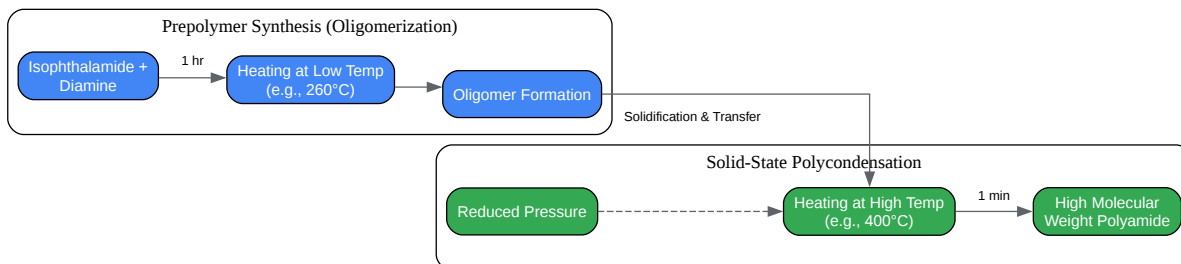 Prepolymer Synthesis (Oligomerization)
Isophthalamide +
Diamine
1 hr
Heating at Low Temp
(e.g., 260°C)
Oligomer Formation
Solidification & Transfer
Solid-State Polycondensation
Reduced Pressure
Heating at High Temp
(e.g., 400°C)
1 min
High Molecular
Weight Polyamide